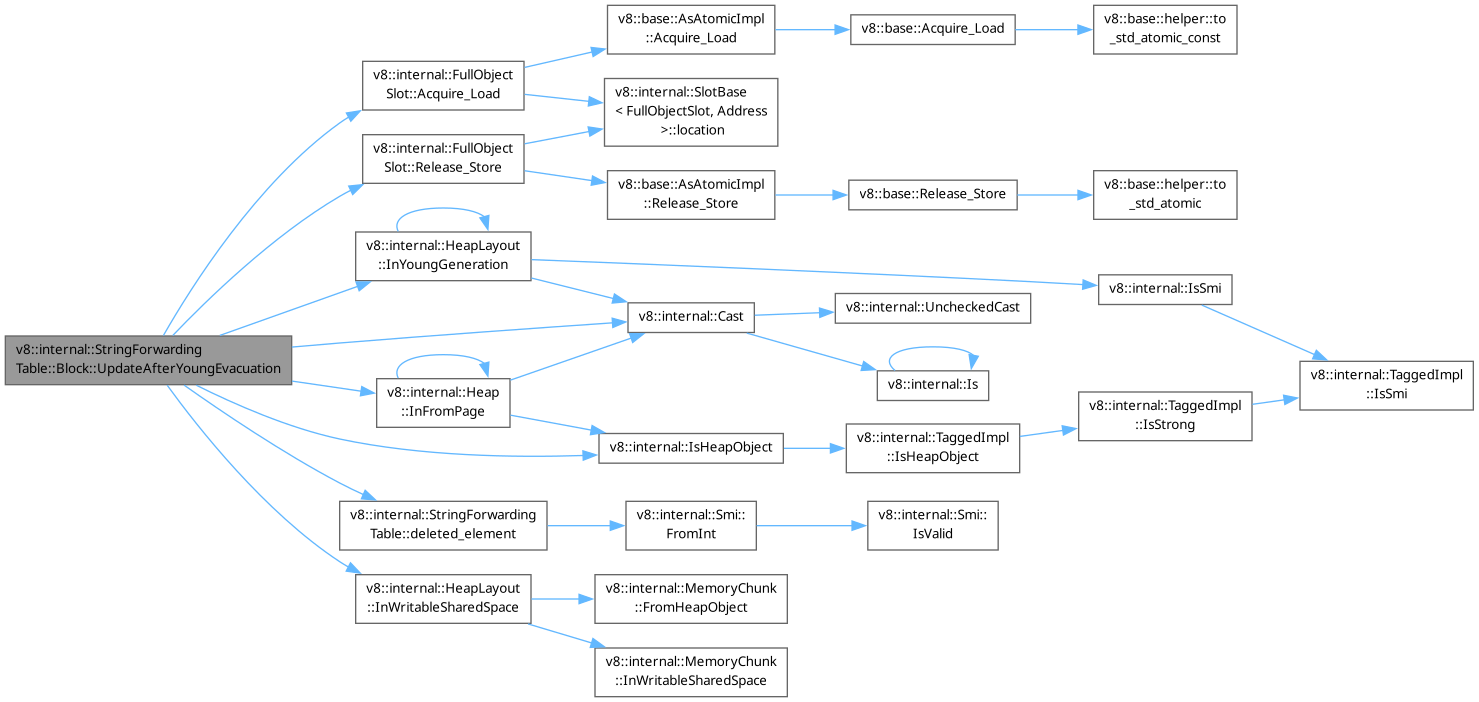 v8::internal::StringForwarding
Table::Block::UpdateAfterYoungEvacuation
v8::internal::FullObject
Slot::Acquire_Load
v8::base::AsAtomicImpl
::Acquire_Load
v8::base::Acquire_Load
v8::base::helper::to
_std_atomic_const
v8::internal::SlotBase
< FullObjectSlot, Address
>::location
v8::internal::FullObject
Slot::Release_Store
v8::base::AsAtomicImpl
::Release_Store
v8::base::Release_Store
v8::base::helper::to
_std_atomic
v8::internal::HeapLayout
::InYoungGeneration
v8::internal::IsSmi
v8::internal::Cast
v8::internal::UncheckedCast
v8::internal::Is
v8::internal::TaggedImpl
::IsSmi
v8::internal::Heap
::InFromPage
v8::internal::IsHeapObject
v8::internal::TaggedImpl
::IsHeapObject
v8::internal::TaggedImpl
::IsStrong
v8::internal::StringForwarding
Table::deleted_element
v8::internal::Smi::
FromInt
v8::internal::Smi::
IsValid
v8::internal::HeapLayout
::InWritableSharedSpace
v8::internal::MemoryChunk
::FromHeapObject
v8::internal::MemoryChunk
::InWritableSharedSpace